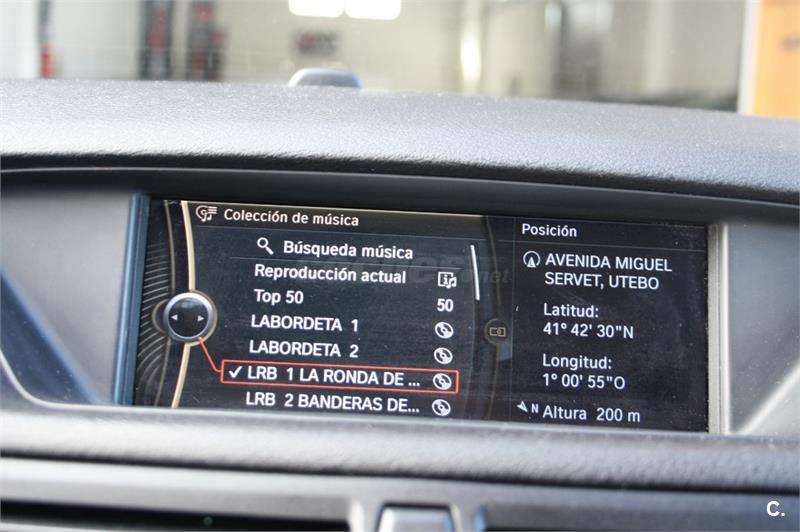 Colección de música
Búsqueda música
Reproducción actual
Top 50
50
LABORDETA 1
LABORDETA 2
LRB 1 LA RONDA DE ...
LRB 2 BANDERAS DE...
Posición
AVENIDA MIGUEL
SERVET, UTEBO
Latitud:
41° 42' 30"N
Longitud:
1° 00' 55"O
N Altura 200 m
C.